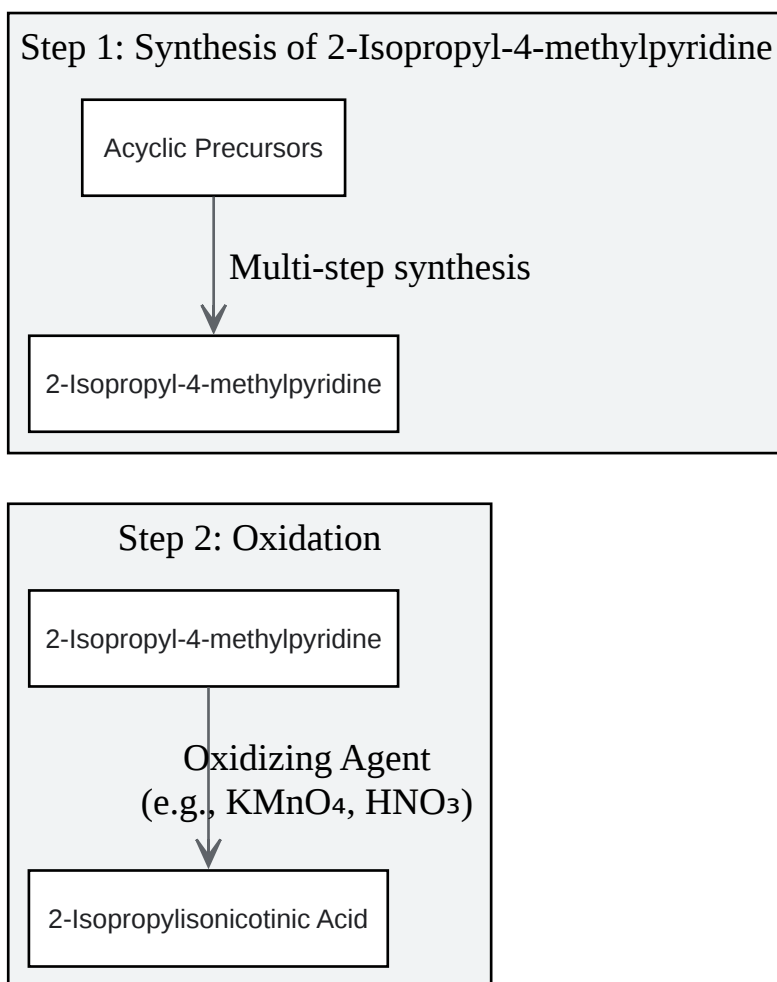 Step 1: Synthesis of 2-Isopropyl-4-methylpyridine
Acyclic Precursors
Multi-step synthesis
2-Isopropyl-4-methylpyridine
Step 2: Oxidation
2-Isopropyl-4-methylpyridine
Oxidizing Agent
(e.g., KMnO₄, HNO₃)
2-Isopropylisonicotinic Acid